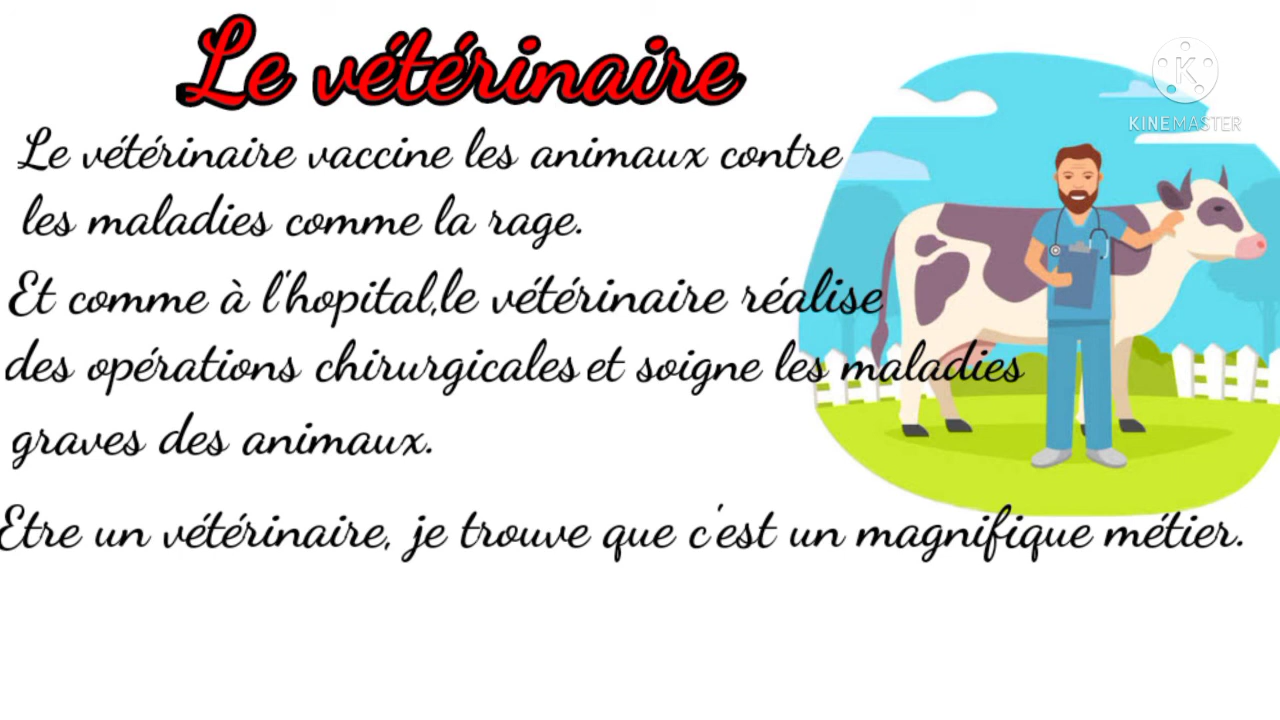 Le vétérinaire
KINEMASTER
Le vétérinaire vaccine les animaux contre
les maladies comme la rage.
Et comme à l'hopital,le vétérinaire réalise
des opérations chirurgicales et soigne les maladies
graves des animaux.
Etre un vétérinaire, je trouve que c'est un magnifique métier.